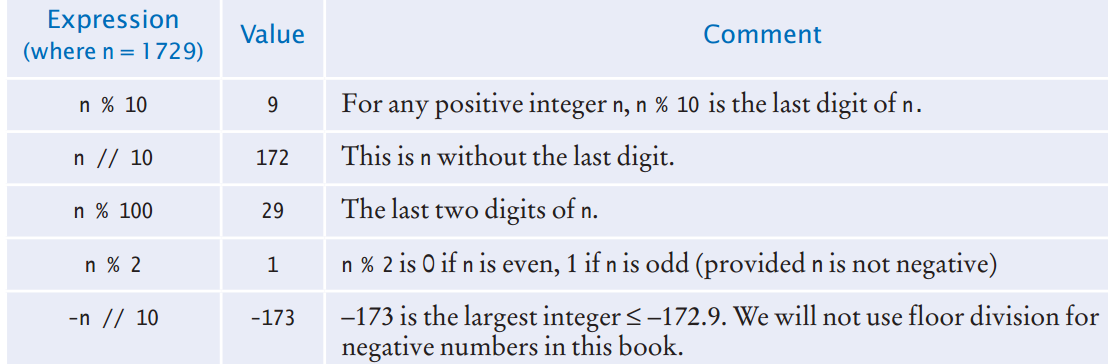 Expression
(where n = 1729)
Value
Comment
n % 10
9
For any positive integer n, n % 10 is the last digit of n.
n // 10
172
This is n without the last digit.
n % 100
29
The last two digits of n.
n % 2
1
n % 2 is 0 if n is even, 1 if n is odd (provided n is not negative)
-n // 10
-173
–173 is the largest integer ≤ –172.9. We will not use floor division for
negative numbers in this book.